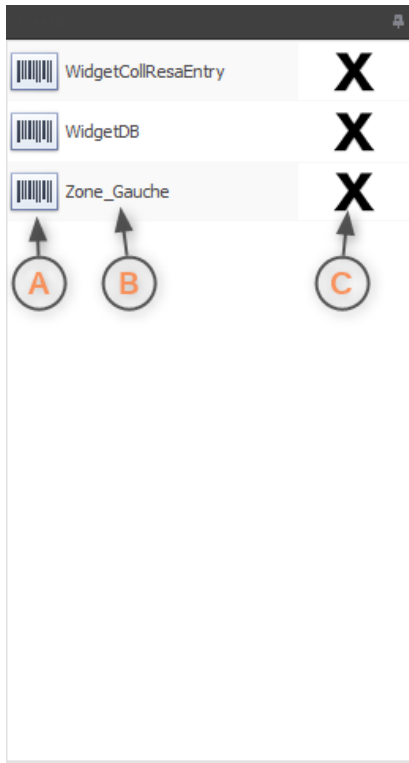 WidgetCollResaEntry X
WidgetDB X
Zone_Gauche X
A B C